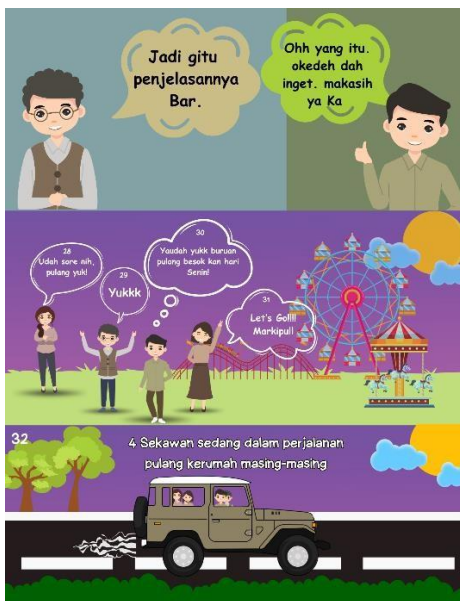 Jadi gitu
penjelasannya
Bar.
Ohh yang itu.
okedeh dah
inget. makasih
ya Ka
28
Udah sore nih,
pulang yuk!
29
Yukkk
30
Yaudah yukk buruan
pulang besok kan hari
Senin!
31
Let's Go!!!
Markipul!
32
4 Sekawan sedang dalam perjalanan
pulang kerumah masing-masing